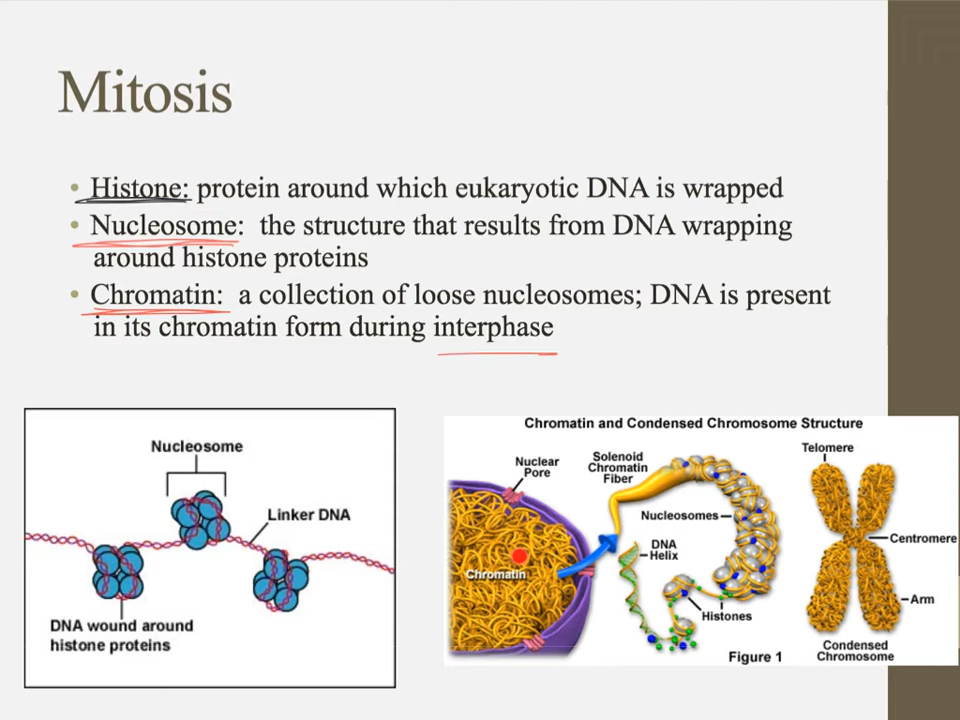 Mitosis
• Histone: protein around which eukaryotic DNA is wrapped
• Nucleosome: the structure that results from DNA wrapping
around histone proteins
• Chromatin: a collection of loose nucleosomes; DNA is present
in its chromatin form during interphase
Nucleosome
Linker DNA
DNA wound around
histone proteins
Chromatin and Condensed Chromosome Structure
Nuclear
Pore
Solenoid
Chromatin
Fiber
Telomere
Nucleosomes
Centromere
DNA
Helix
Chromatin
Arm
Histones
Condensed
Chromosome
Figure 1